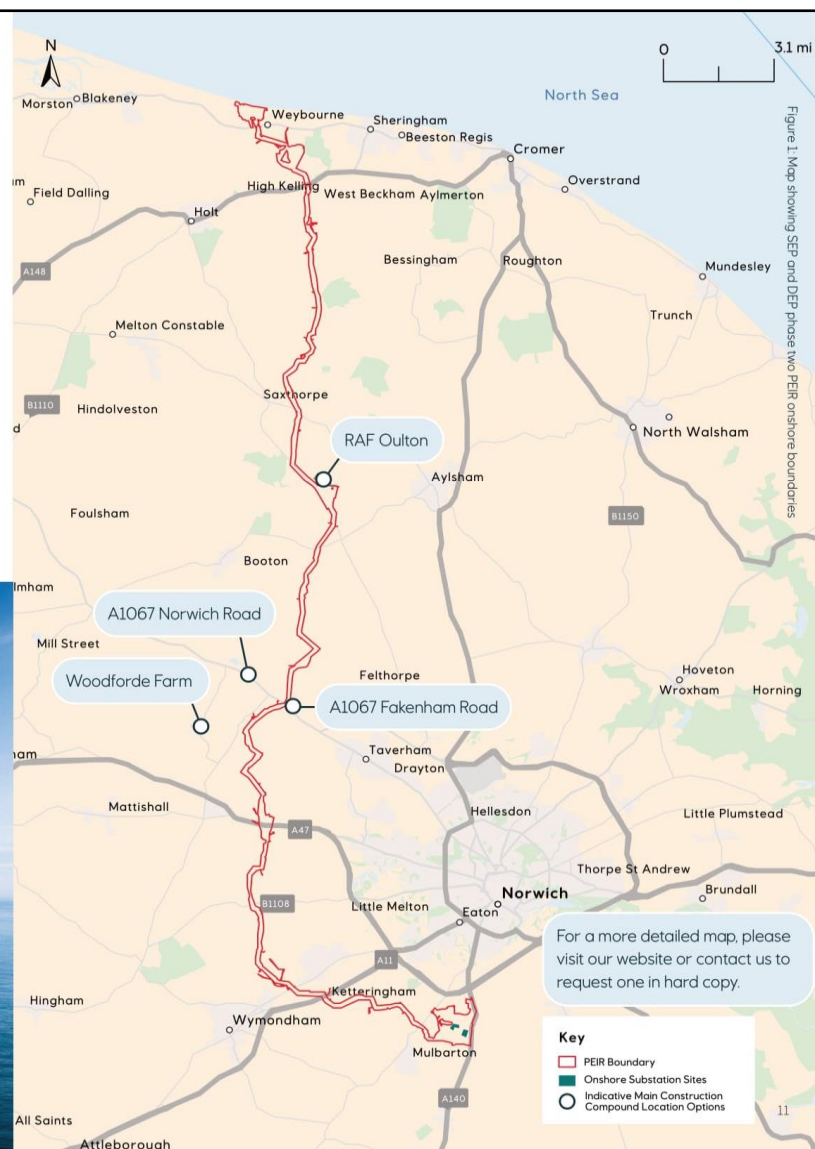 N
0
3.1 mi
North Sea
Morston
Blakeney
Weybourne
Sheringham
Beeston Regis
Cromer
Overstrand
Field Dalling
High Kelling
West Beckham
Aylmerton
Holt
A148
Bessingham
Roughton
Mundesley
Trunch
Melton Constable
B1110
Hindolveston
Saxthorpe
RAF Oulton
North Walsham
Aylsham
Foulsham
B1150
Booton
lmham
A1067 Norwich Road
Mill Street
Woodforde Farm
Felthorpe
Hoveton
Wroxham
Horning
A1067 Fakenham Road
Taverham
Drayton
Mattishall
Hellesdon
Little Plumstead
A47
Thorpe St Andrew
Norwich
Brundall
B1108
Little Melton
Eaton
For a more detailed map, please
visit our website or contact us to
request one in hard copy.
A11
Ketteringham
Hingham
Wymondham
Mulbarton
A140
All Saints
Attleborough
Key
PEIR Boundary
Onshore Substation Sites
Indicative Main Construction
Compound Location Options
Figure 1: Map showing SEP and DEP phase two PEIR onshore boundaries
11